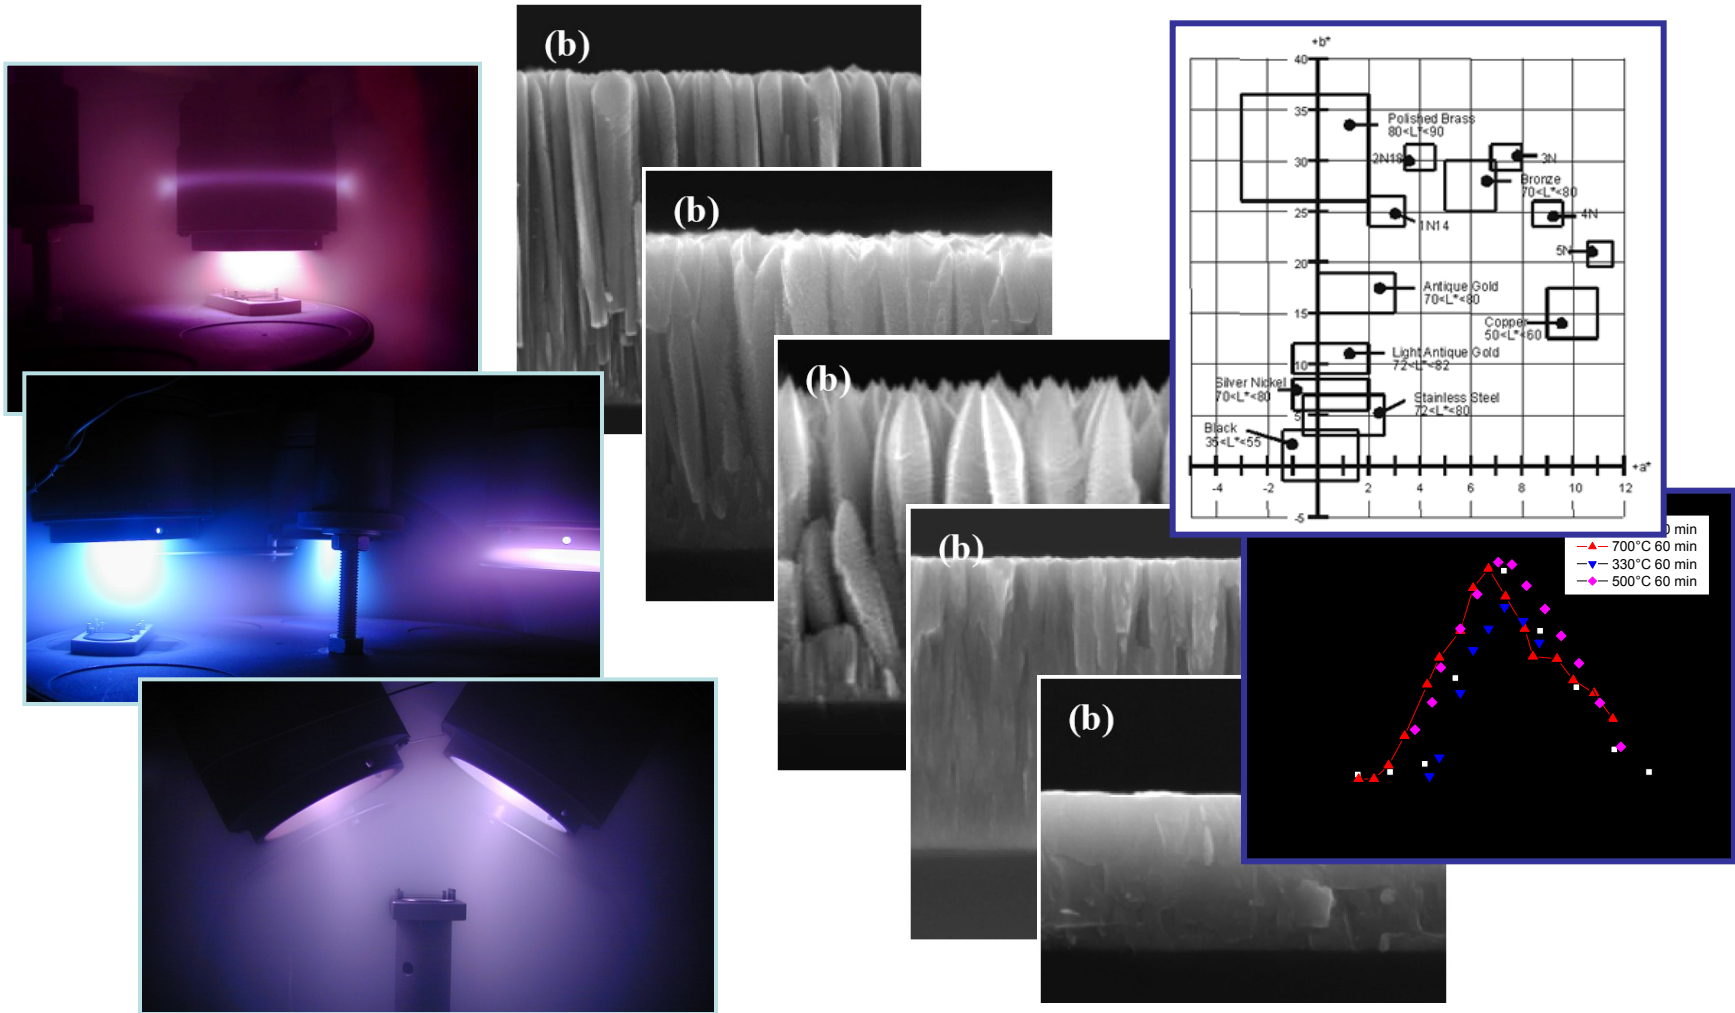 (b)
(b)
(b)
(b)
(b)
+b*
40
35
30
25
20
15
10
5
-5
-4
-2
2
4
6
8
10
12
+a*
Polished Brass
80<L*<90
2N18
3N
Bronze
70<L*<80
1N14
4N
5N
Antique Gold
70<L*<80
Copper
50<L*<60
Light Antique Gold
72<L*<82
Silver Nickel
70<L*<80
Stainless Steel
72<L*<80
Black
35<L*<55
0 min
700°C 60 min
330°C 60 min
500°C 60 min